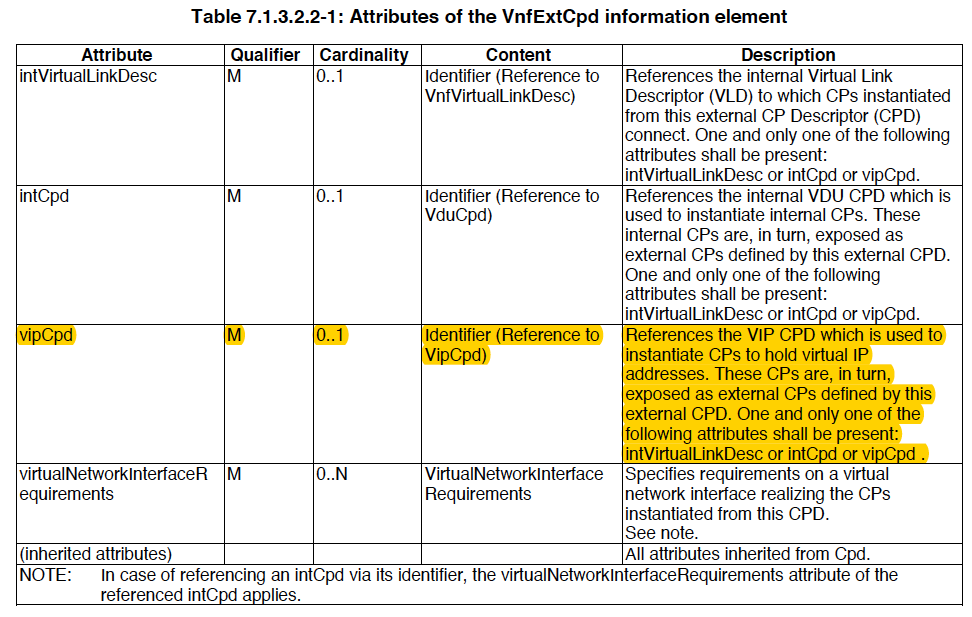 Table 7.1.3.2.2-1: Attributes of the VnfExtCpd information element
Attribute Qualifier Cardinality Content Description
intVirtualLinkDesc M 0..1 Identifier (Reference to References the internal Virtual Link
VnfVirtualLinkDesc) Descriptor (VLD) to which CPs instantiated
from this external CP Descriptor (CPD)
connect. One and only one of the following
attributes shall be present:
intVirtualLinkDesc or intCpd or vipCpd.
intCpd M 0..1 Identifier (Reference to References the internal VDU CPD which is
VduCpd) used to instantiate internal CPs. These
internal CPs are, in turn, exposed as
external CPs defined by this external CPD.
One and only one of the following
attributes shall be present:
intVirtualLinkDesc or intCpd or vipCpd.
vipCpd M 0..1 Identifier (Reference to References the VIP CPD which is used to
VipCpd) instantiate CPs to hold virtual IP
addresses. These CPs are, in turn,
exposed as external CPs defined by this
external CPD. One and only one of the
following attributes shall be present:
intVirtualLinkDesc or intCpd or vipCpd .
virtualNetworkInterfaceR M 0..N VirtualNetworkInterface Specifies requirements on a virtual
equirements Requirements network interface realizing the CPs
instantiated from this CPD.
See note.
(inherited attributes) All attributes inherited from Cpd.
NOTE: In case of referencing an intCpd via its identifier, the virtualNetworkInterfaceRequirements attribute of the
referenced intCpd applies.